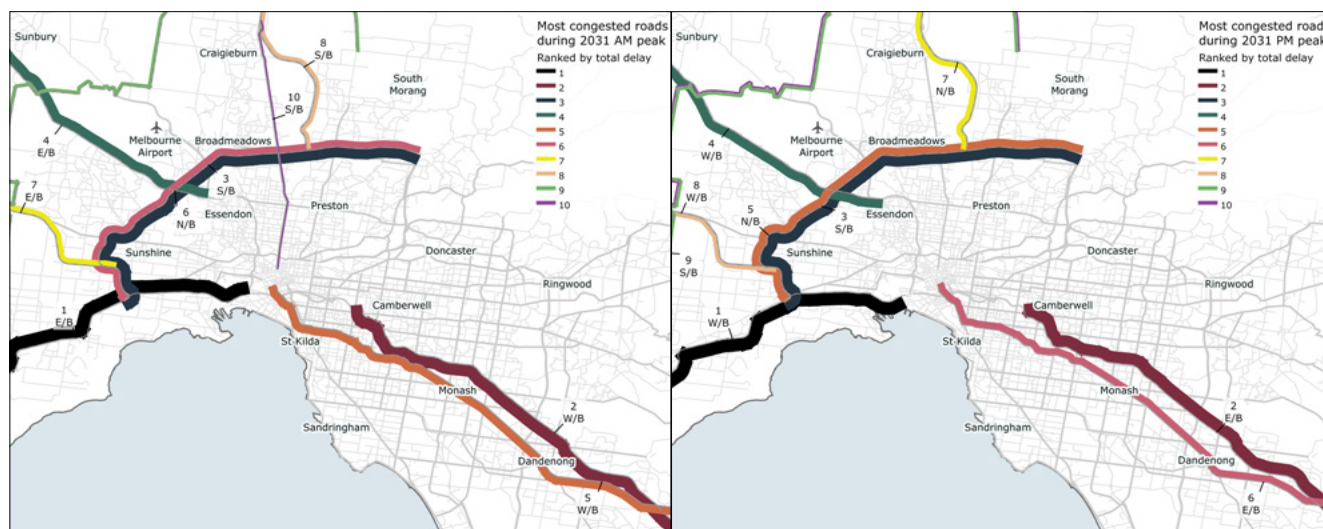 Most congested roads
during 2031 AM peak
Ranked by total delay
1
2
3
4
5
6
7
8
9
10
Sunbury
Craigieburn
8
S/B
South
Morang
10
S/B
4
E/B
Melbourne
Airport
Broadmeadows
3
S/B
7
E/B
6
N/B
Essendon
Preston
Sunshine
Doncaster
Ringwood
1
E/B
Camberwell
St Kilda
Monash
2
W/B
Sandringham
Dandenong
5
W/B
Most congested roads
during 2031 PM peak
Ranked by total delay
1
2
3
4
5
6
7
8
9
10
Sunbury
Craigieburn
7
N/B
South
Morang
4
W/B
Melbourne
Airport
Broadmeadows
8
W/B
5
N/B
3
S/B
Essendon
Preston
9
S/B
Sunshine
Doncaster
Ringwood
1
W/B
Camberwell
St Kilda
Monash
2
E/B
Sandringham
Dandenong
6
E/B